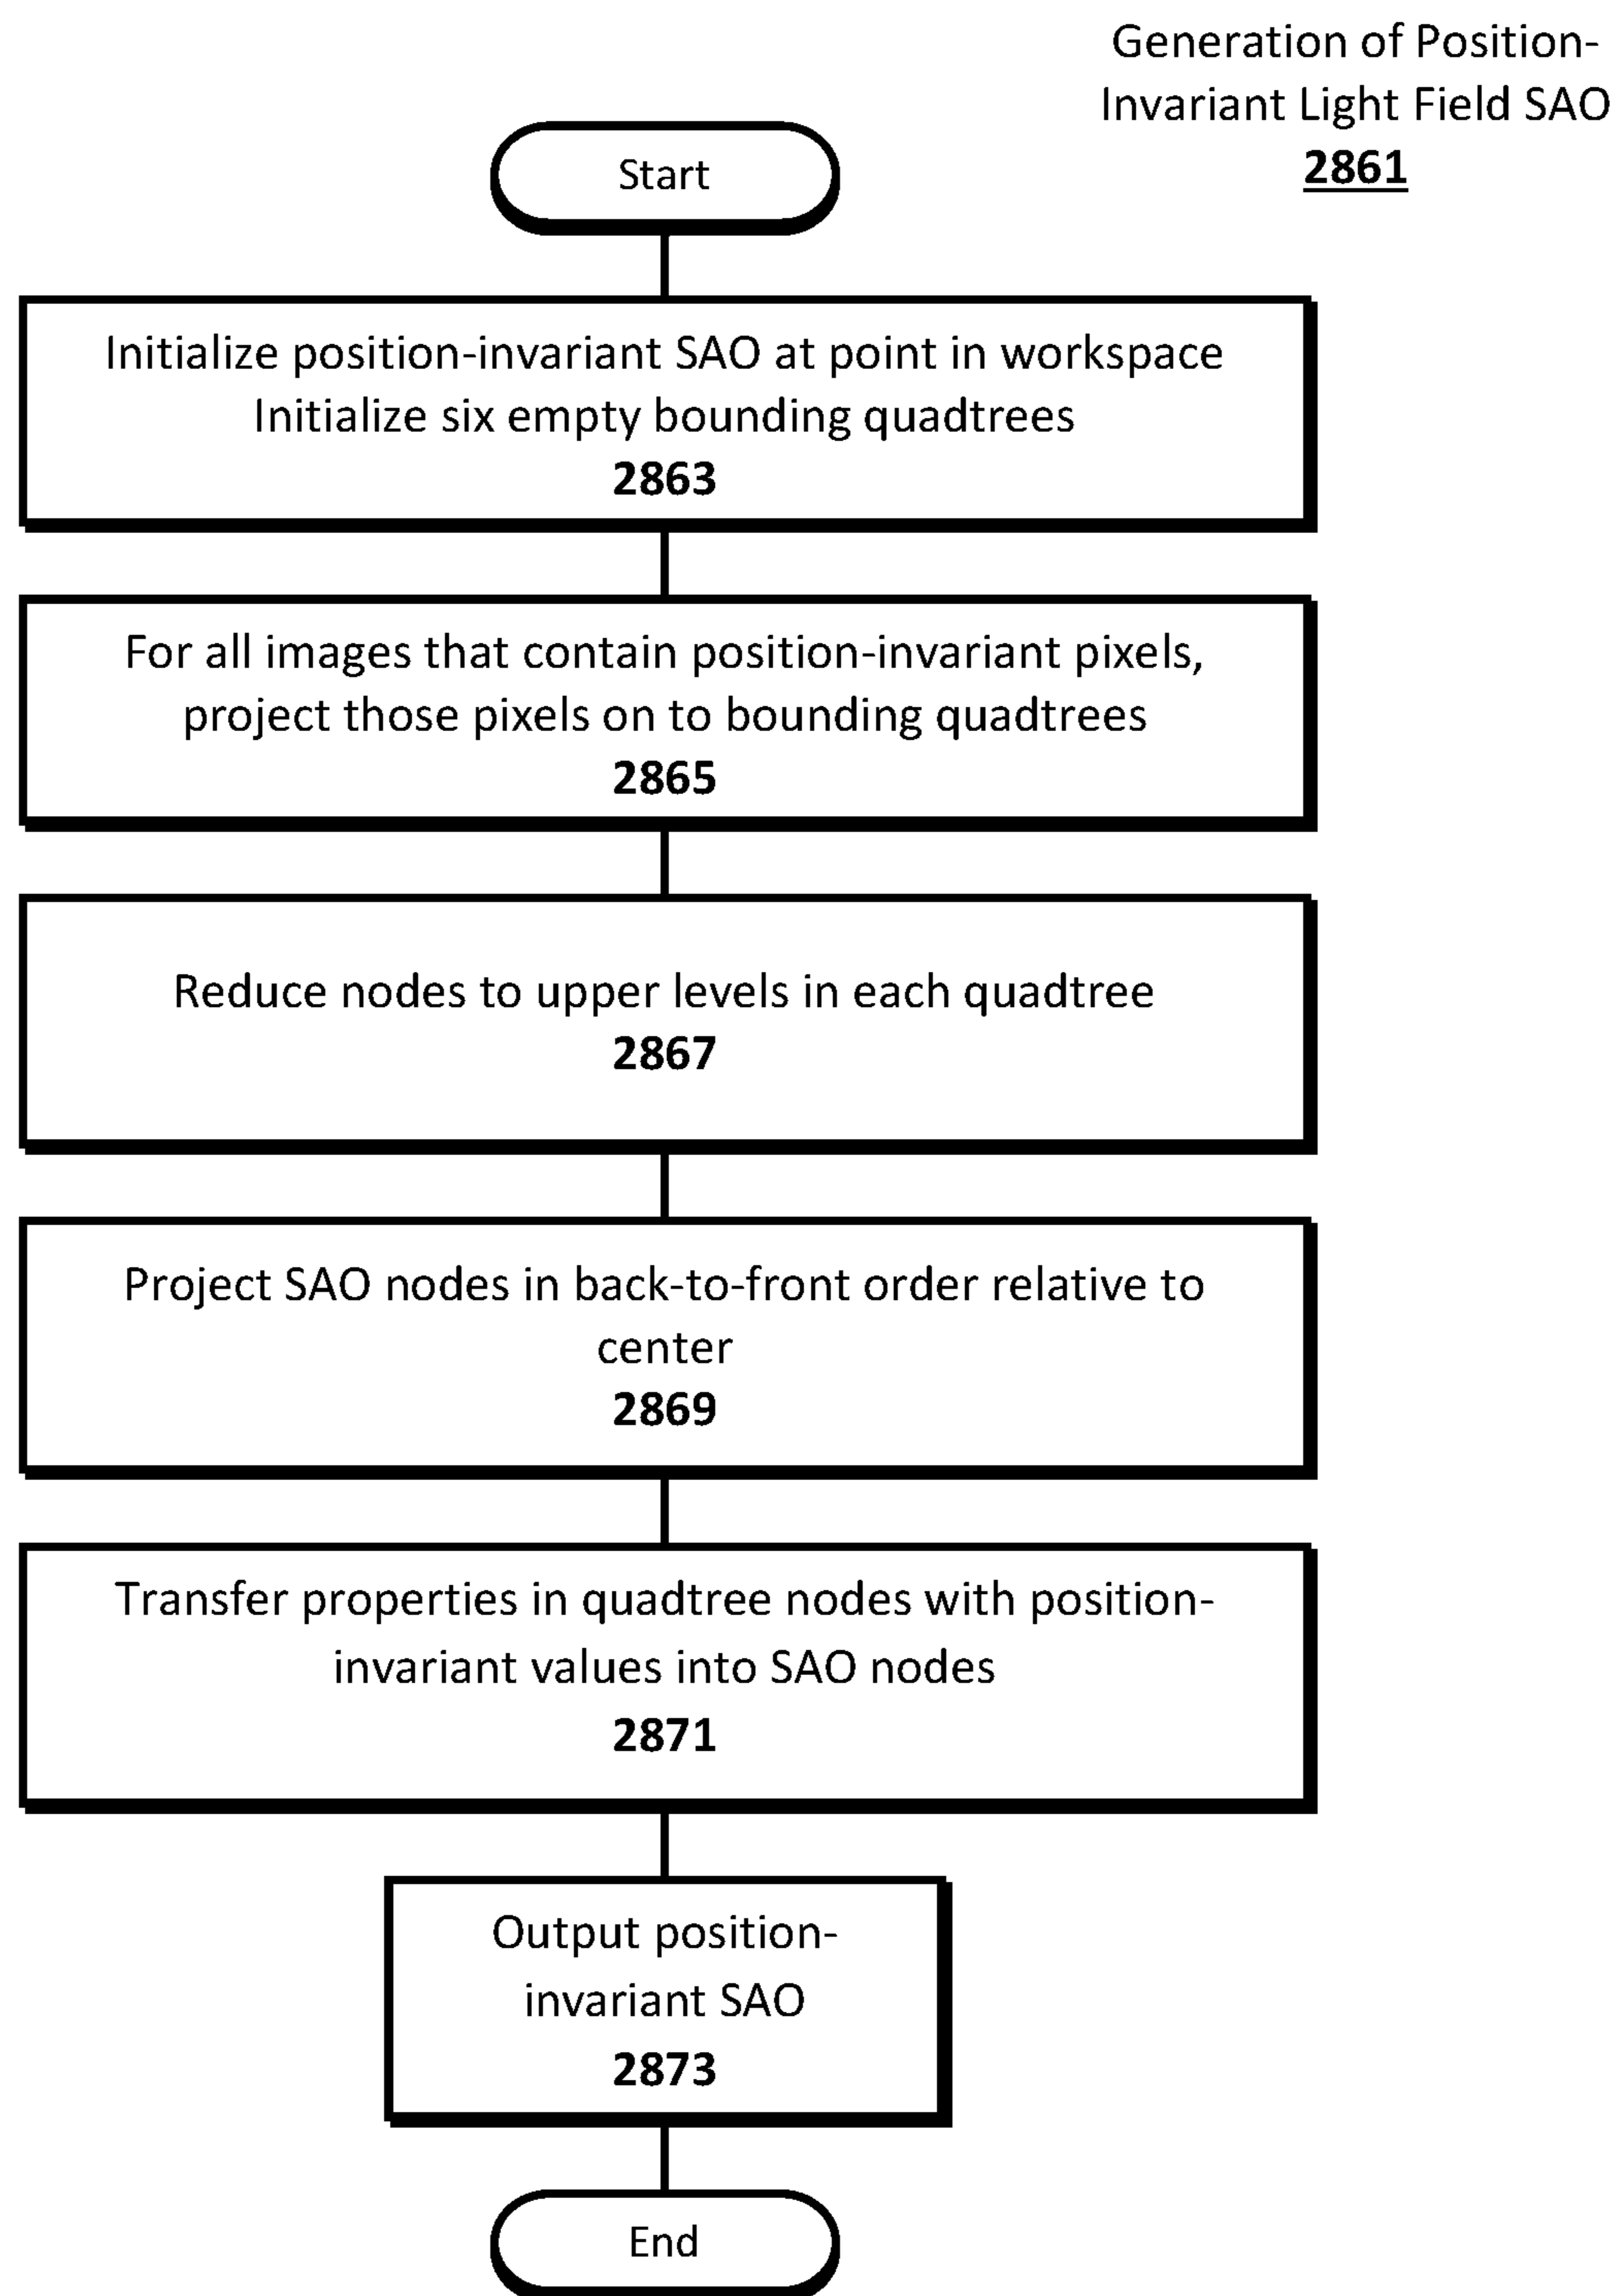 Generation of Position-
Invariant Light Field SAO
2861
Start
Initialize position-invariant SAO at point in workspace
Initialize six empty bounding quadtrees
2863
For all images that contain position-invariant pixels,
project those pixels on to bounding quadtrees
2865
Reduce nodes to upper levels in each quadtree
2867
Project SAO nodes in back-to-front order relative to
center
2869
Transfer properties in quadtree nodes with position-
invariant values into SAO nodes
2871
Output position-
invariant SAO
2873
End